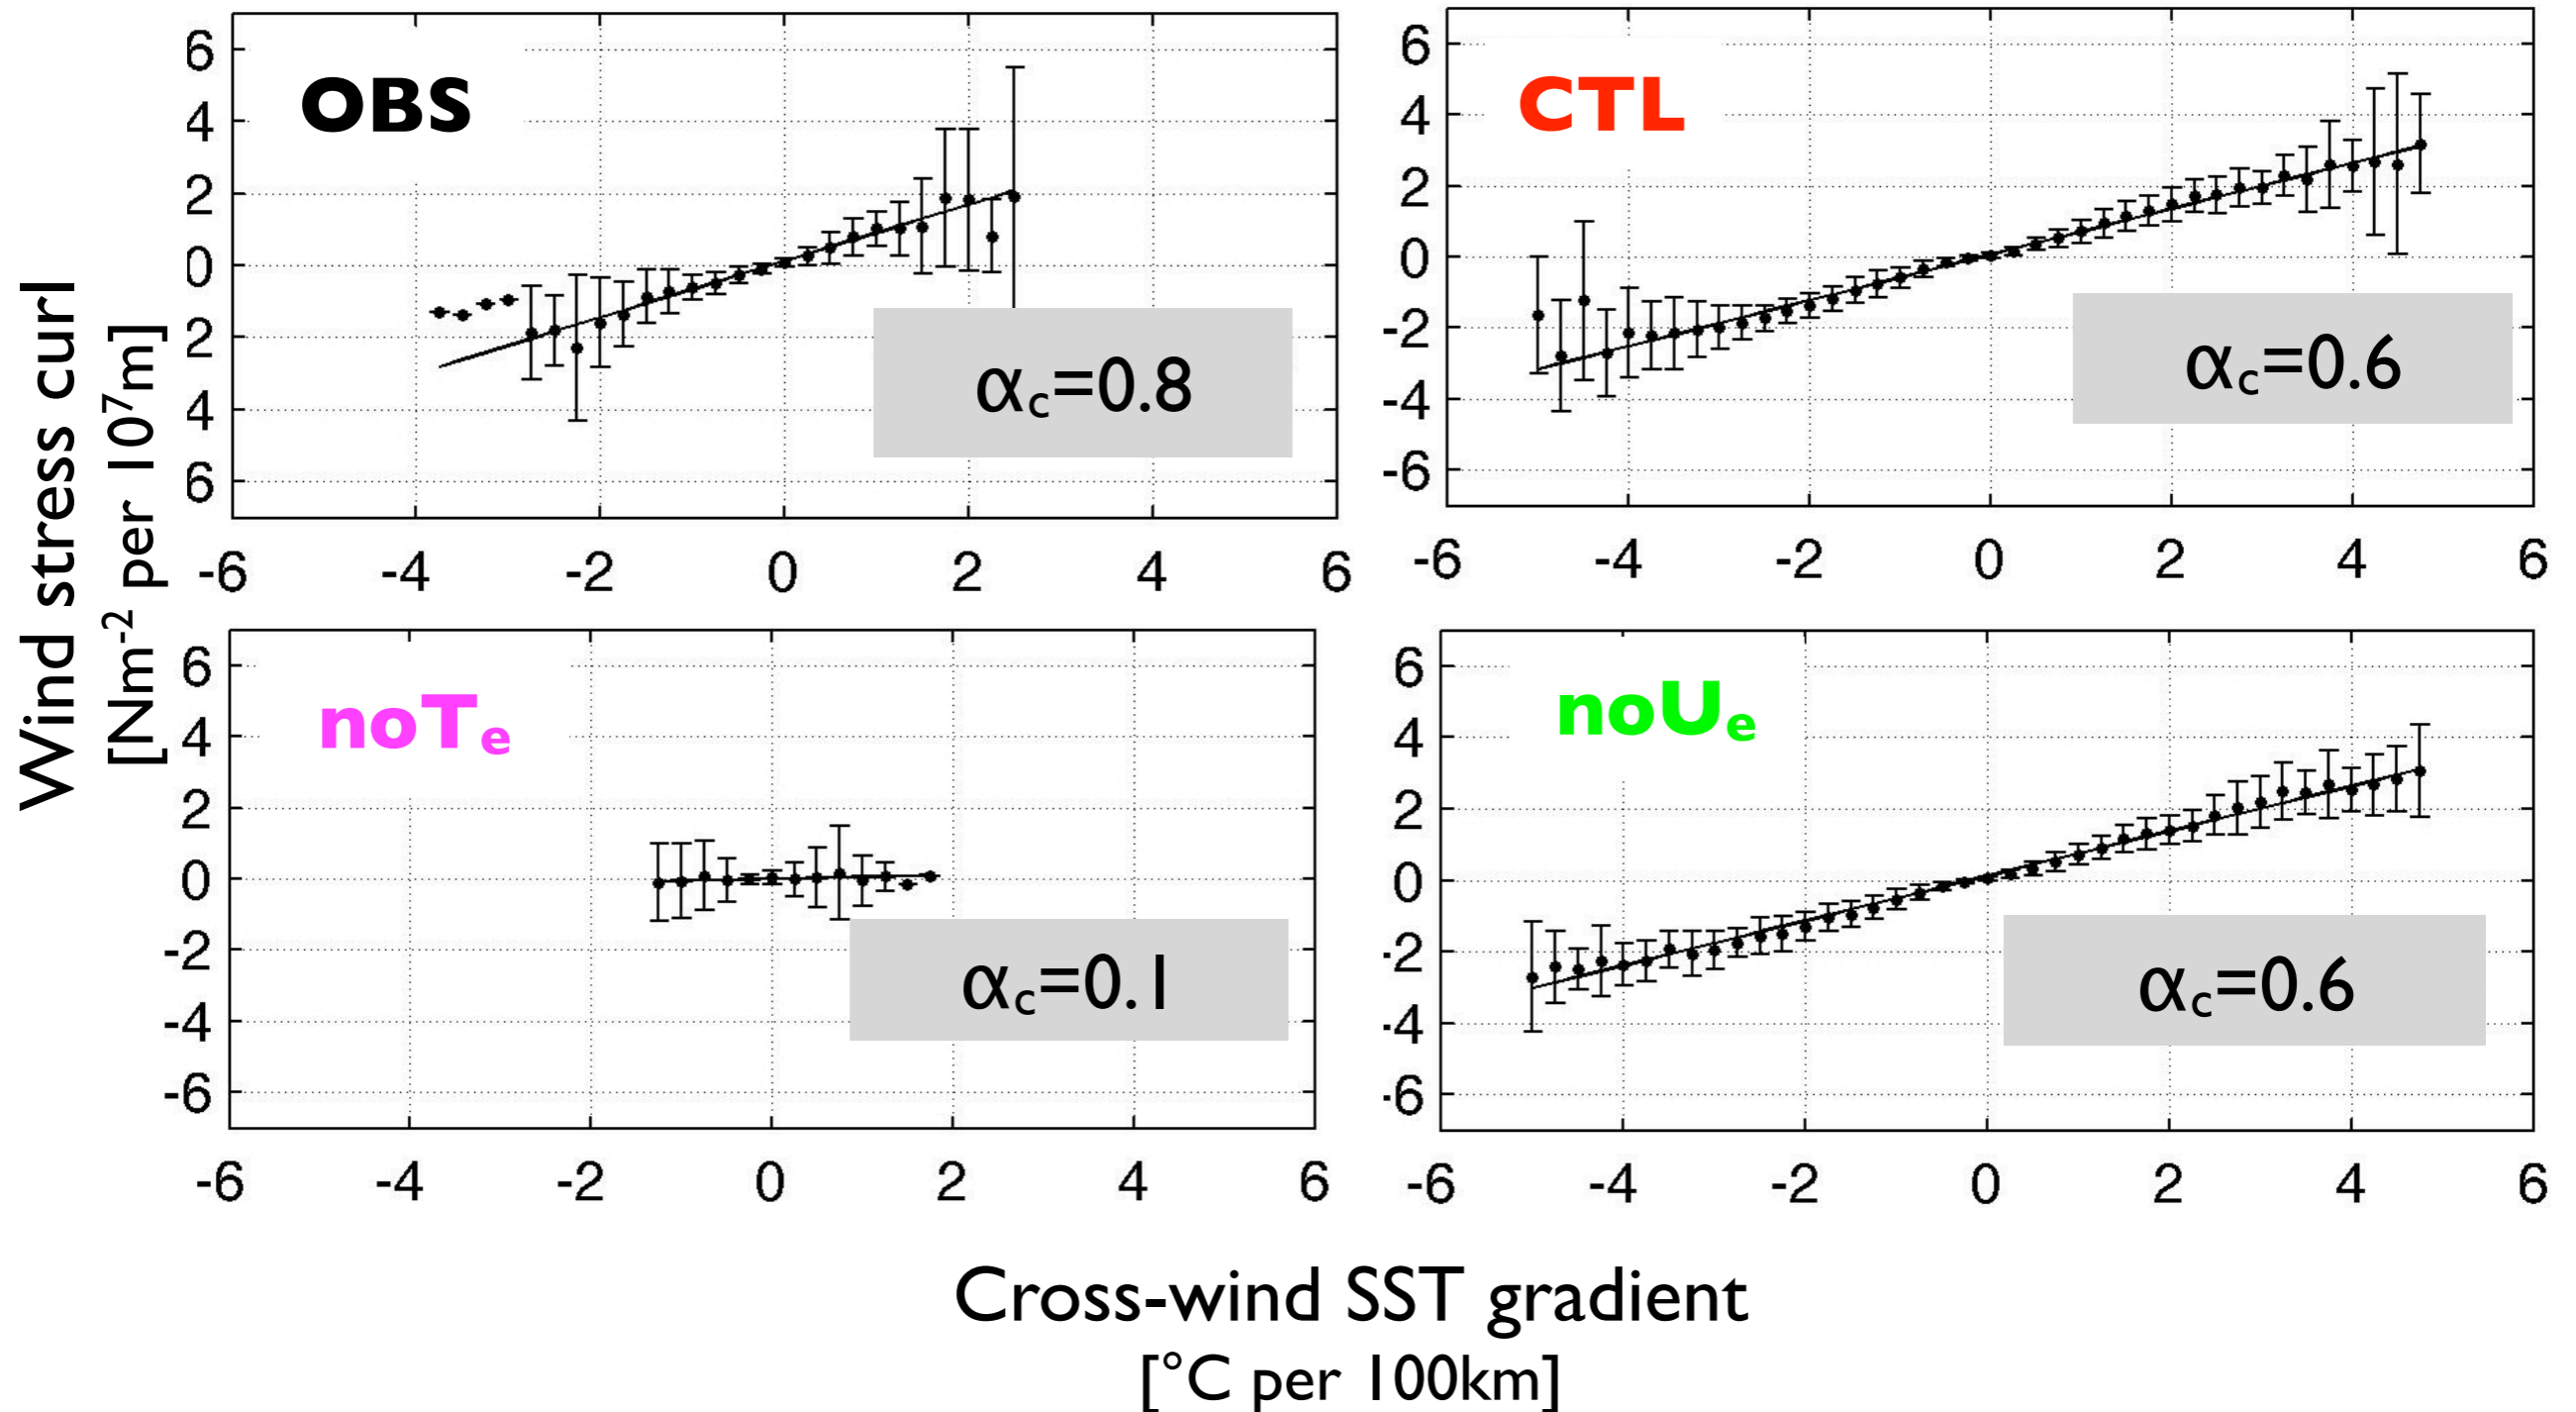 Wind stress curl
[Nm-2 per 107m]
OBS
6
4
2
0
2
4
6
αc=0.8
-6 -4 -2 0 2 4 6
CTL
6
4
2
0
-2
-4
-6
αc=0.6
-6 -4 -2 0 2 4 6
noTe
6
4
2
0
-2
-4
-6
αc=0.1
-6 -4 -2 0 2 4 6
noUe
6
4
2
0
-2
-4
-6
αc=0.6
-6 -4 -2 0 2 4 6
Cross-wind SST gradient
[°C per 100km]